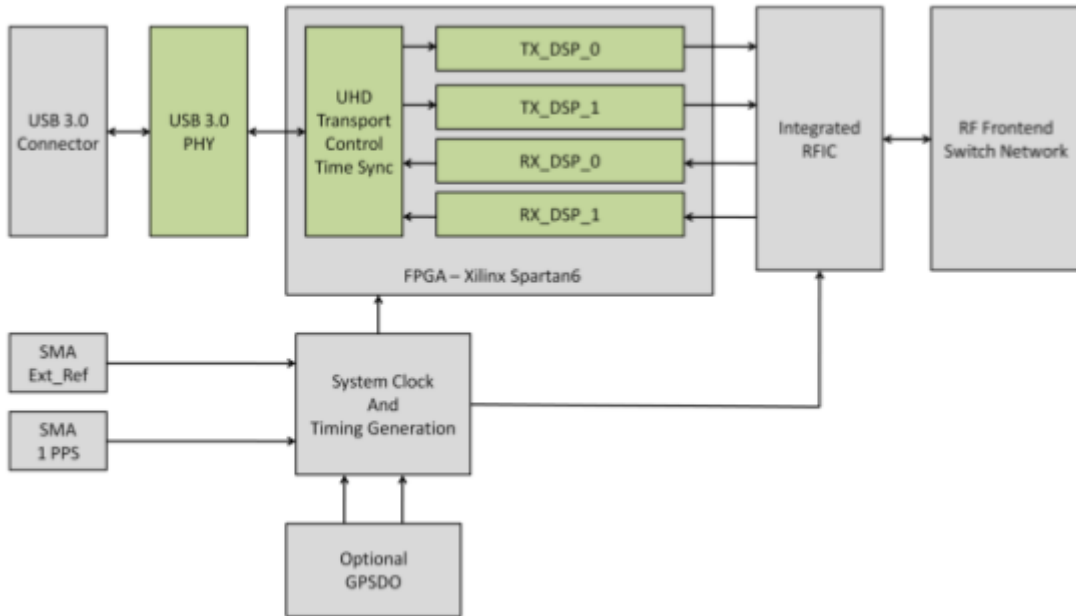 USB 3.0
Connector
USB 3.0
PHY
UHD
Transport
Control
Time Sync
TX_DSP_0
TX_DSP_1
RX_DSP_0
RX_DSP_1
FPGA – Xilinx Spartan6
Integrated
RFIC
RF Frontend
Switch Network
SMA
Ext_Ref
SMA
1 PPS
System Clock
And
Timing Generation
Optional
GPSDO